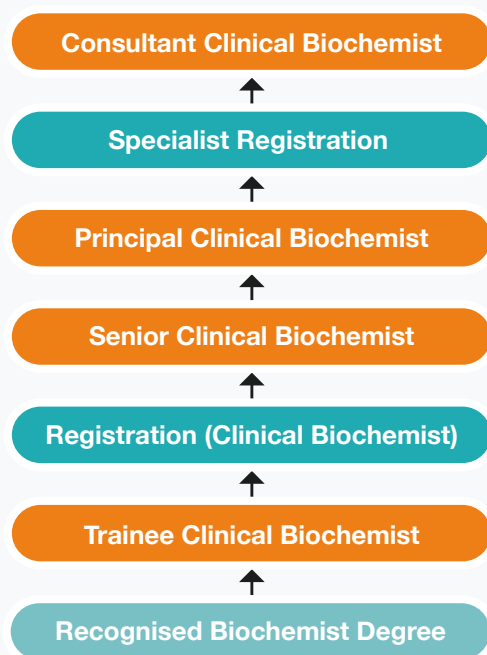 Consultant Clinical Biochemist
Specialist Registration
Principal Clinical Biochemist
Senior Clinical Biochemist
Registration (Clinical Biochemist)
Trainee Clinical Biochemist
Recognised Biochemist Degree